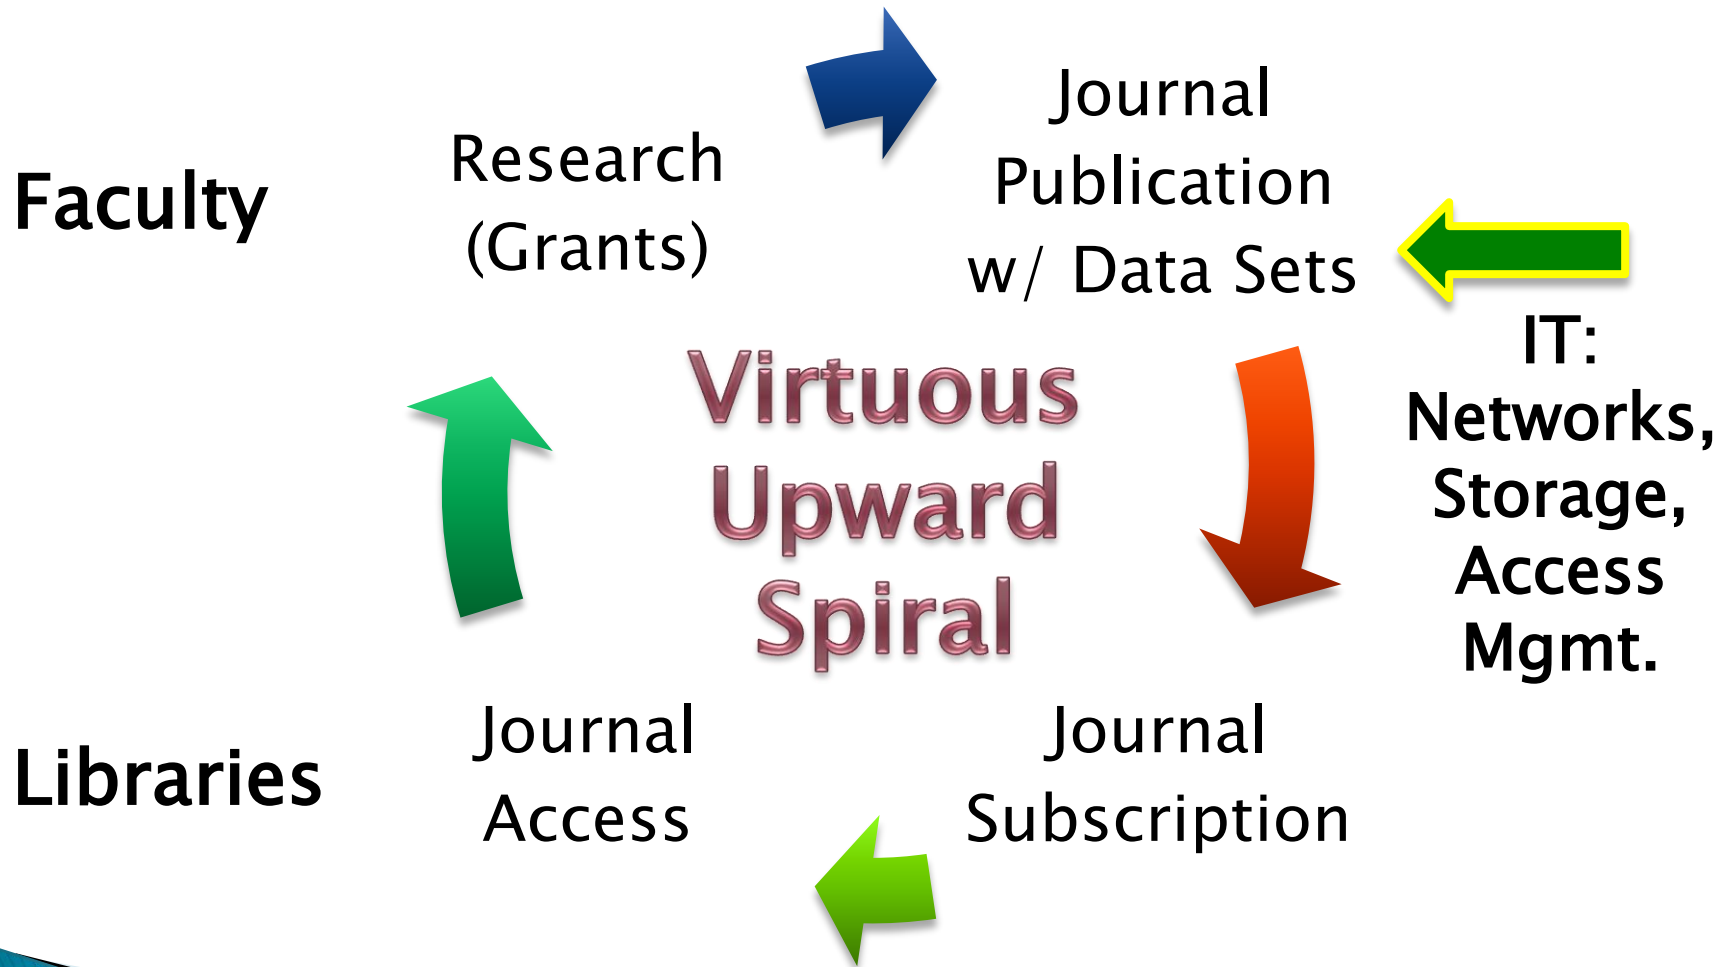 Faculty
Research
(Grants)
Journal
Publication
w/ Data Sets
IT:
Networks,
Storage,
Access
Mgmt.
Virtuous
Upward
Spiral
Libraries
Journal
Access
Journal
Subscription